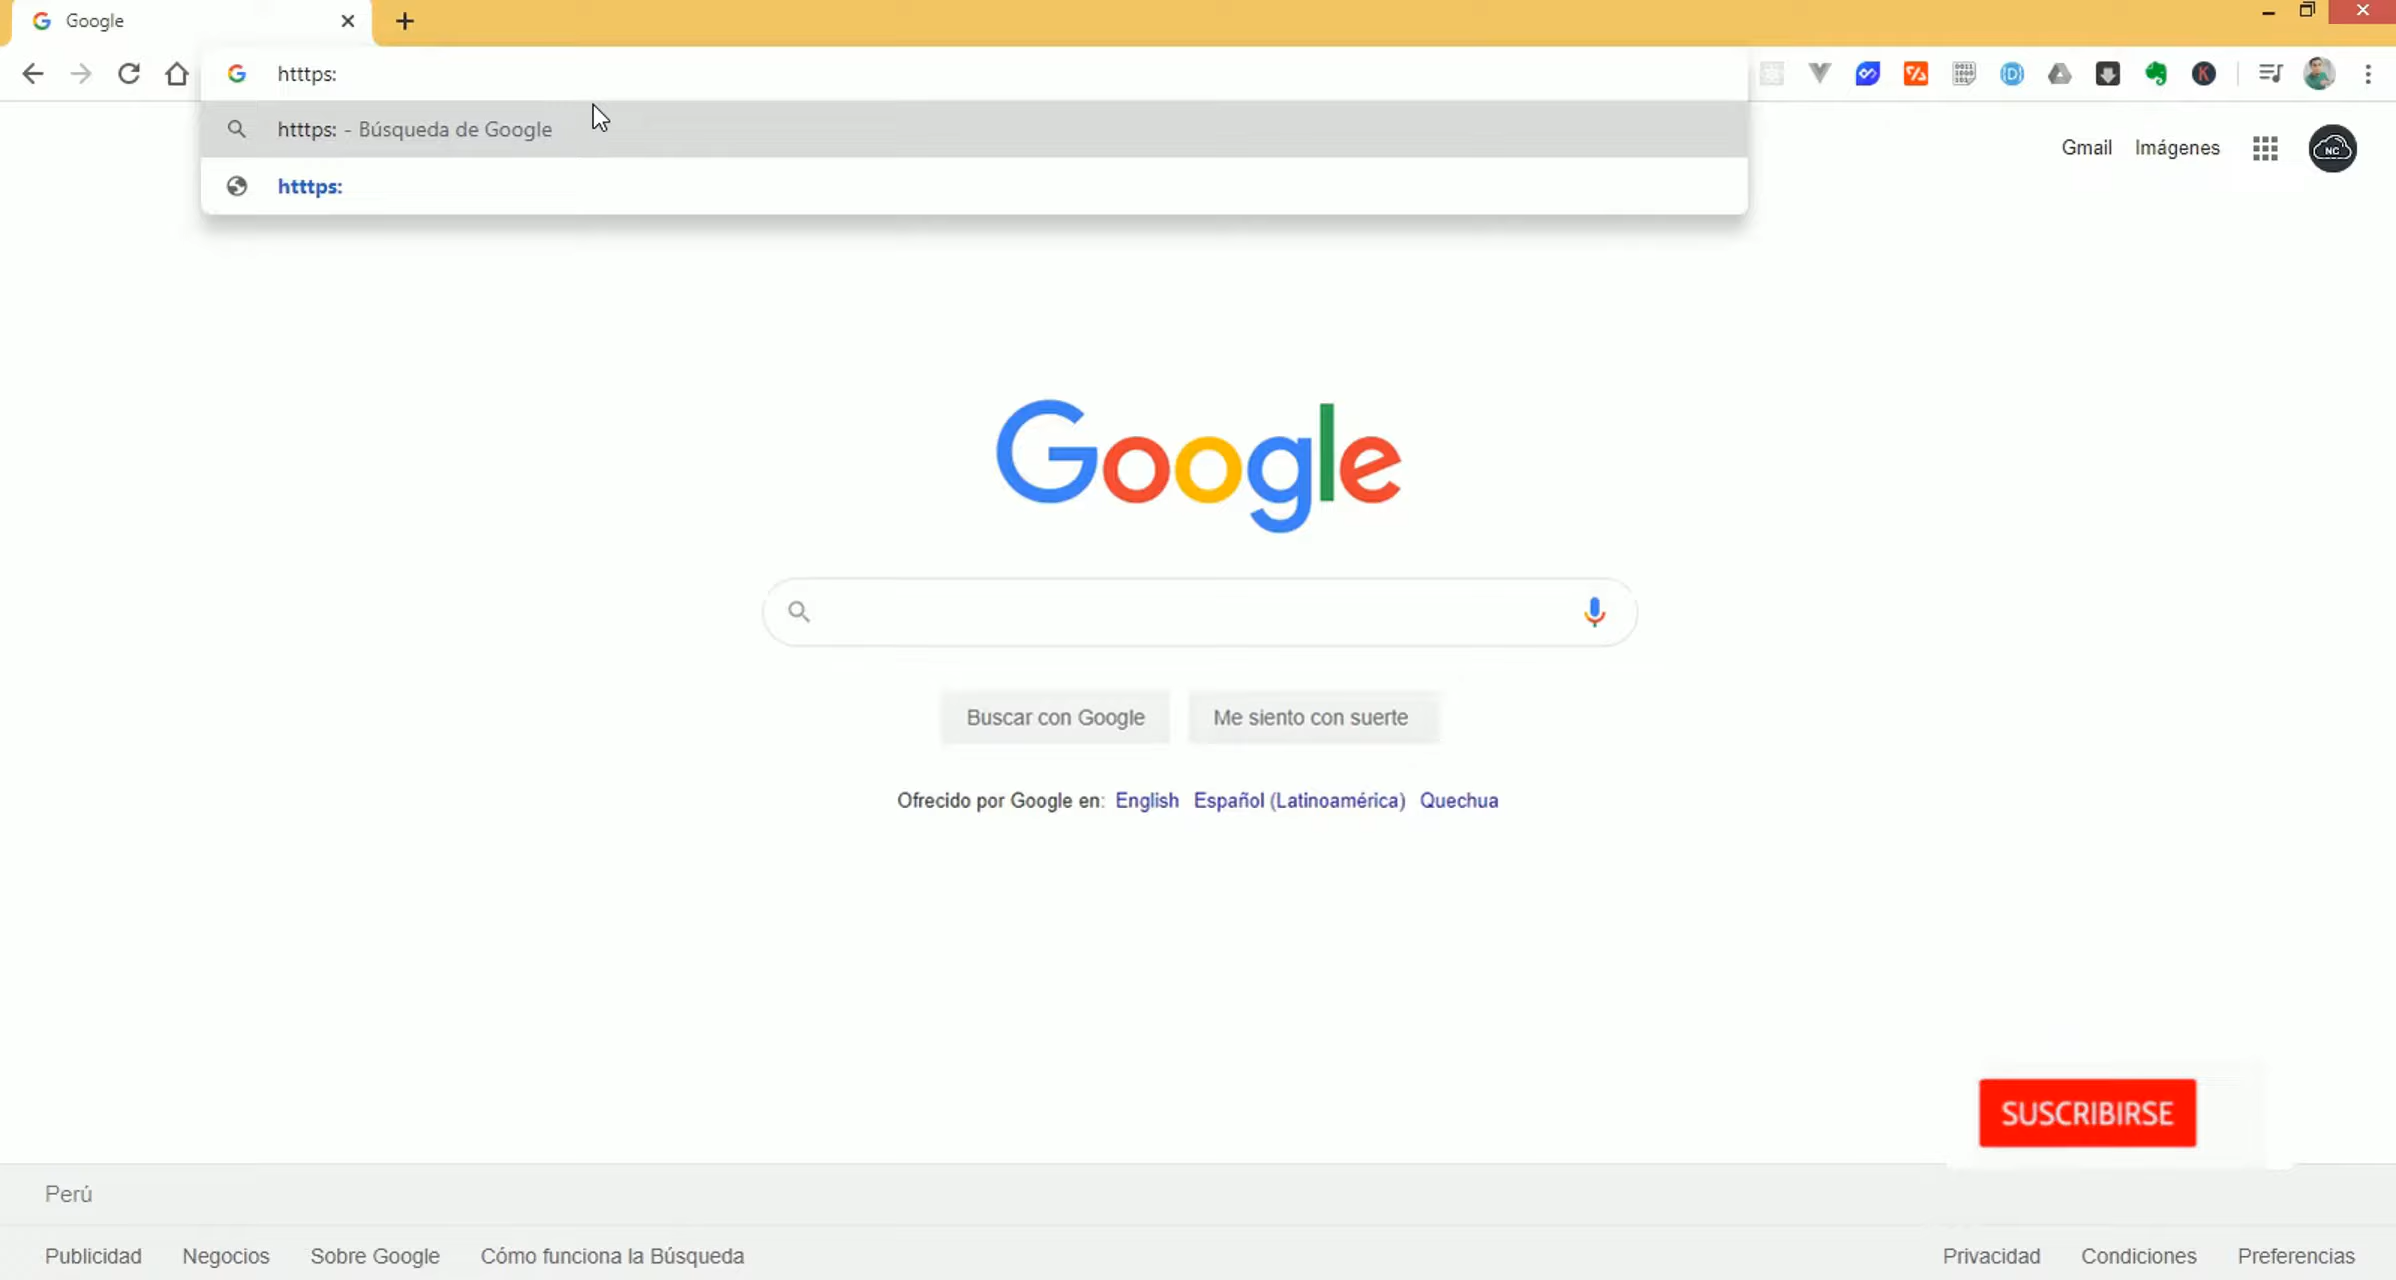 Google
htttps:
htttps: - Búsqueda de Google
htttps:
Gmail Imágenes
NC
Google
Buscar con Google Me siento con suerte
Ofrecido por Google en: English Español (Latinoamérica) Quechua
SUSCRIBIRSE
Perú
Publicidad Negocios Sobre Google Cómo funciona la Búsqueda Privacidad Condiciones Preferencias